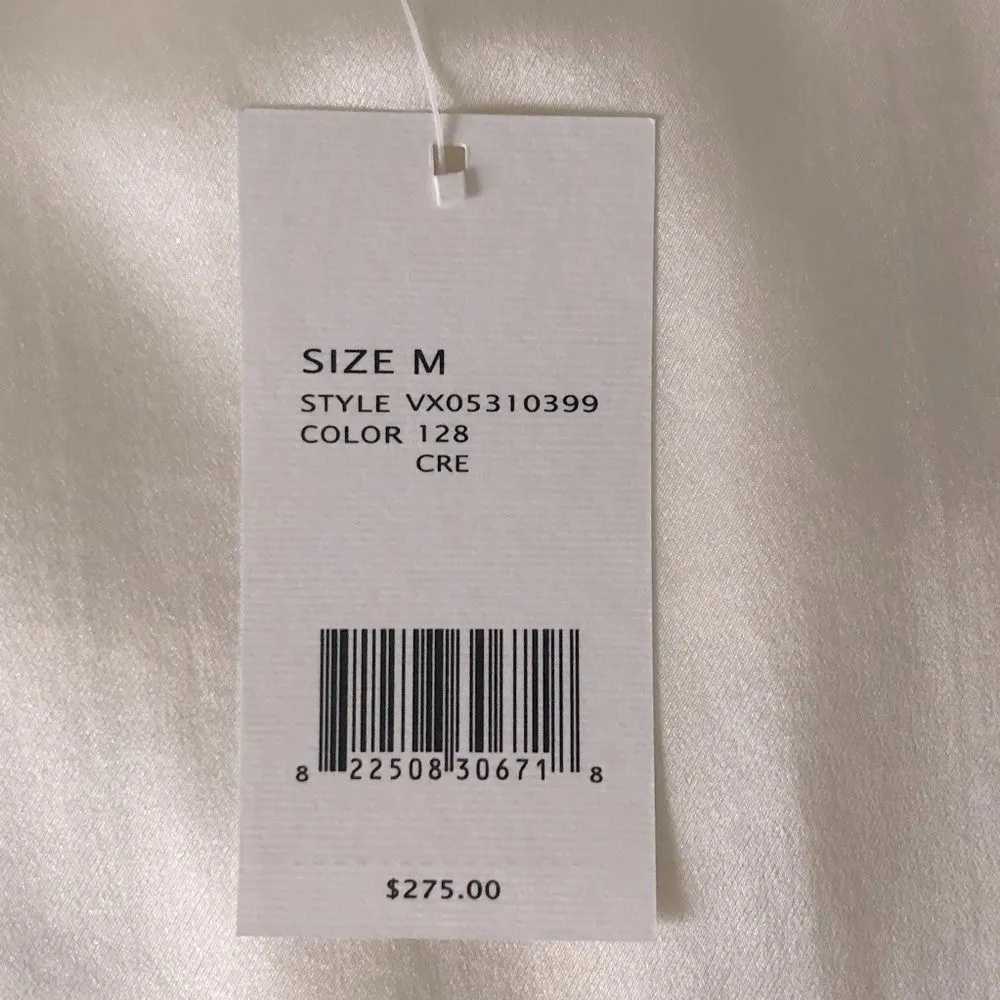 SIZE M
STYLE VX05310399
COLOR 128
CRE
8 22508 30671 8
$275.00